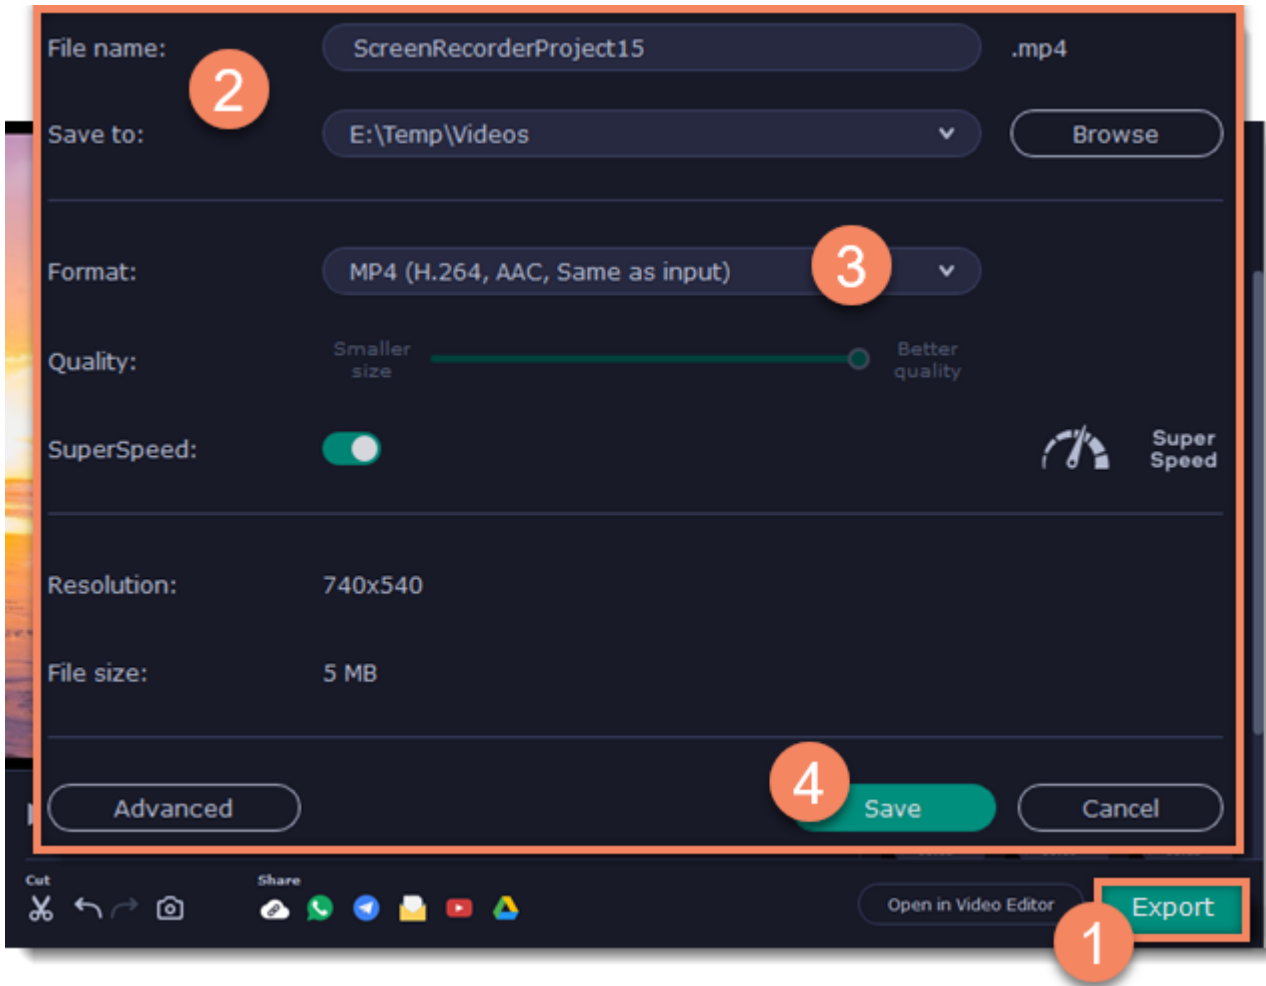 File name: ScreenRecorderProject15 .mp4
2
Save to: E:\Temp\Videos Browse
Format: MP4 (H.264, AAC, Same as input) 3
Quality: Smaller size Better quality
SuperSpeed: Super Speed
Resolution: 740x540
File size: 5 MB
4
Advanced Save Cancel
Cut Share
Open in Video Editor Export
1